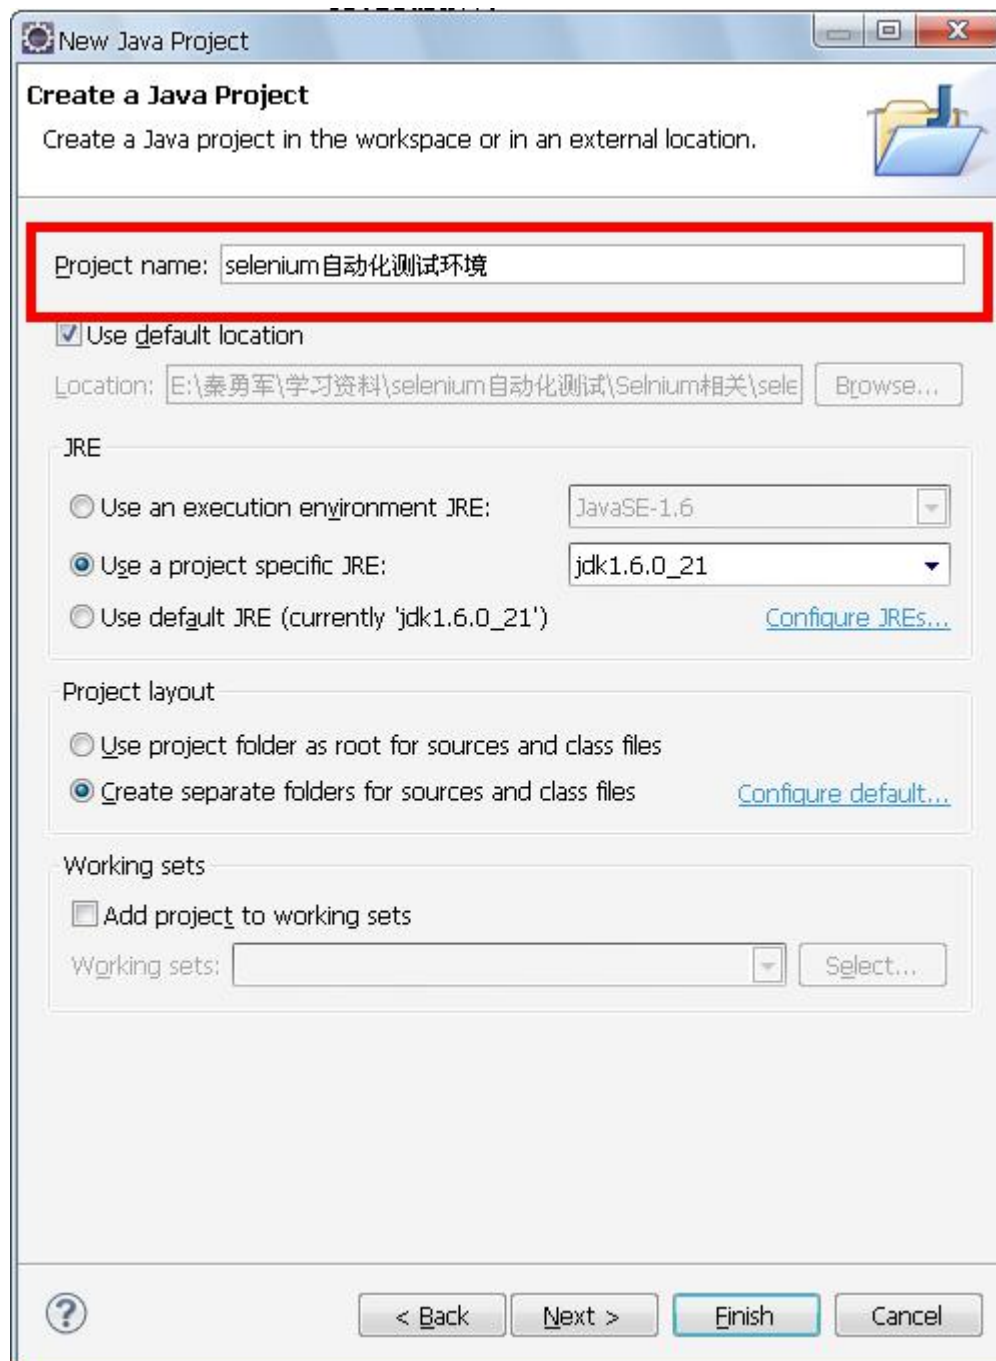 New Java Project
Create a Java Project
Create a Java project in the workspace or in an external location.
Project name: selenium自动化测试环境
Use default location
Location: E:\秦勇军\学习资料\selenium自动化测试\Selnium相关\sele Browse...
JRE
Use an execution environment JRE: JavaSE-1.6
Use a project specific JRE: jdk1.6.0_21
Use default JRE (currently 'jdk1.6.0_21') Configure JREs...
Project layout
Use project folder as root for sources and class files
Create separate folders for sources and class files Configure default...
Working sets
Add project to working sets
Working sets: Select...
? < Back Next > Finish Cancel